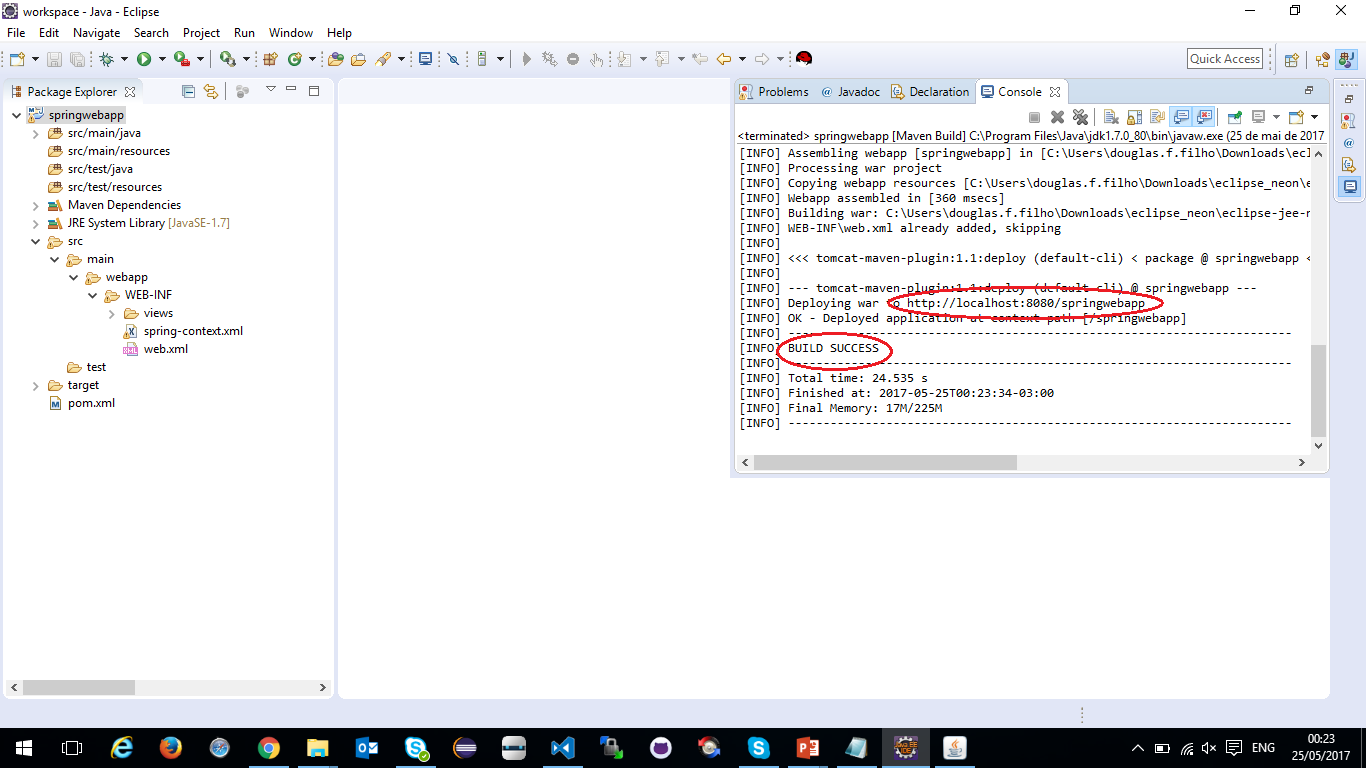 workspace - Java - Eclipse
File Edit Navigate Search Project Run Window Help
Quick Access
Package Explorer
springwebapp
src/main/java
src/main/resources
src/test/java
src/test/resources
Maven Dependencies
JRE System Library [JavaSE-1.7]
src
main
webapp
WEB-INF
views
spring-context.xml
web.xml
test
target
pom.xml
Problems @ Javadoc Declaration Console
<terminated> springwebapp [Maven Build] C:\Program Files\Java\jdk1.7.0_80\bin\javaw.exe (25 de mai de 2017
[INFO] Assembling webapp [springwebapp] in [C:\Users\douglas.f.filho\Downloads\ecl
[INFO] Processing war project
[INFO] Copying webapp resources [C:\Users\douglas.f.filho\Downloads\eclipse_neon\e
[INFO] Webapp assembled in [360 msecs]
[INFO] Building war: C:\Users\douglas.f.filho\Downloads\eclipse_neon\eclipse-jee-n
[INFO] WEB-INF\web.xml already added, skipping
[INFO]
[INFO] <<< tomcat-maven-plugin:1.1:deploy (default-cli) < package @ springwebapp <
[INFO]
[INFO] --- tomcat-maven-plugin:1.1:deploy (default-cli) @ springwebapp ---
[INFO] Deploying war to http://localhost:8080/springwebapp
[INFO] OK - Deployed application at context path [/springwebapp]
[INFO] ------------------------------------------------------------------------
[INFO] BUILD SUCCESS
[INFO] ------------------------------------------------------------------------
[INFO] Total time: 24.535 s
[INFO] Finished at: 2017-05-25T00:23:34-03:00
[INFO] Final Memory: 17M/225M
[INFO] ------------------------------------------------------------------------
ENG
00:23
25/05/2017